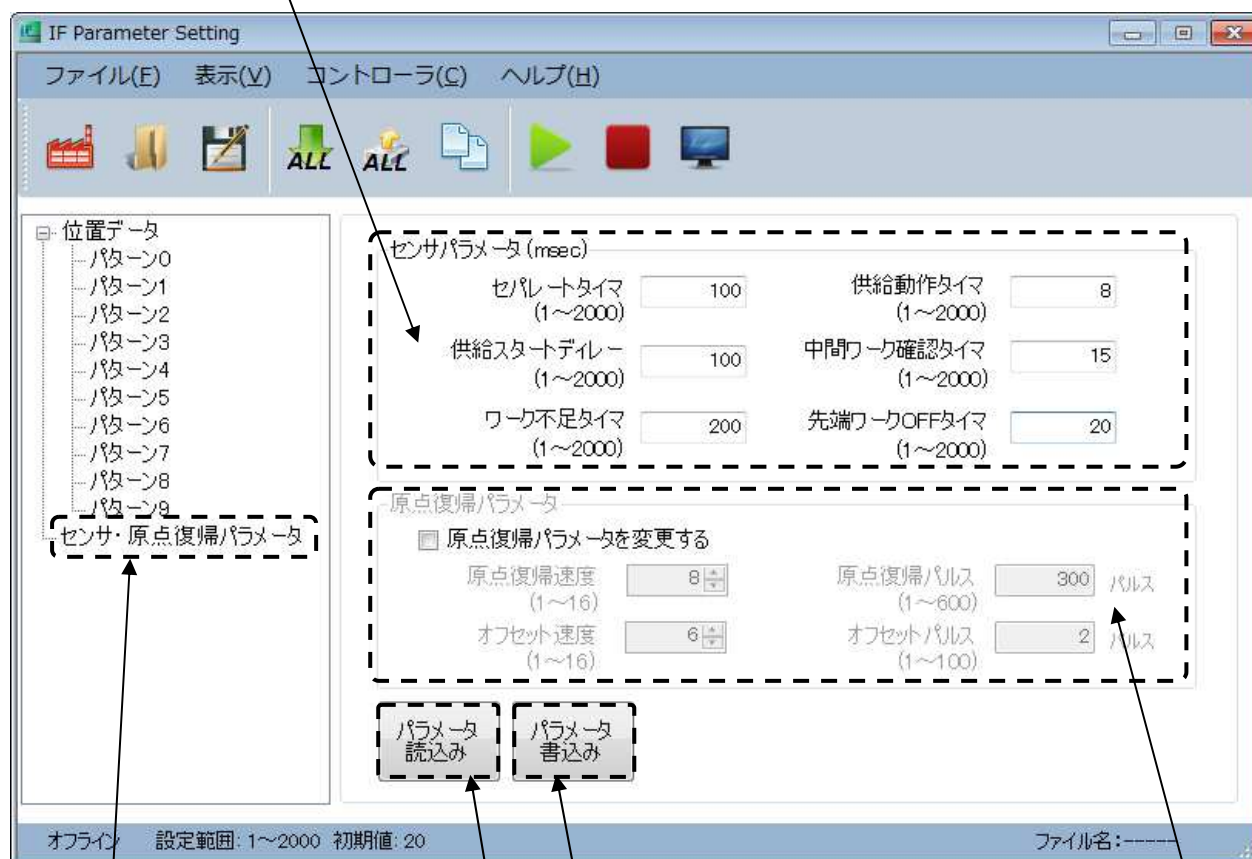 IF Parameter Setting
ファイル(F) 表示(V) コントローラ(C) ヘルプ(H)
ALL ALL
位置データ
パターン0
パターン1
パターン2
パターン3
パターン4
パターン5
パターン6
パターン7
パターン8
パターン9
センサ・原点復帰パラメータ
センサパラメータ(msec)
セパレートタイマ 100 供給動作タイマ 8
(1～2000) (1～2000)
供給スタートディレー 100 中間ワーク確認タイマ 15
(1～2000) (1～2000)
ワーク不足タイマ 200 先端ワークOFFタイマ 20
(1～2000) (1～2000)
原点復帰パラメータ
原点復帰パラメータを変更する
原点復帰速度 8 原点復帰パルス 300 パルス
(1～16) (1～600)
オフセット速度 6 オフセットパルス 2 パルス
(1～16) (1～100)
パラメータ 読込み
パラメータ 書込み
オフライン 設定範囲: 1～2000 初期値: 20 ファイル名:-----